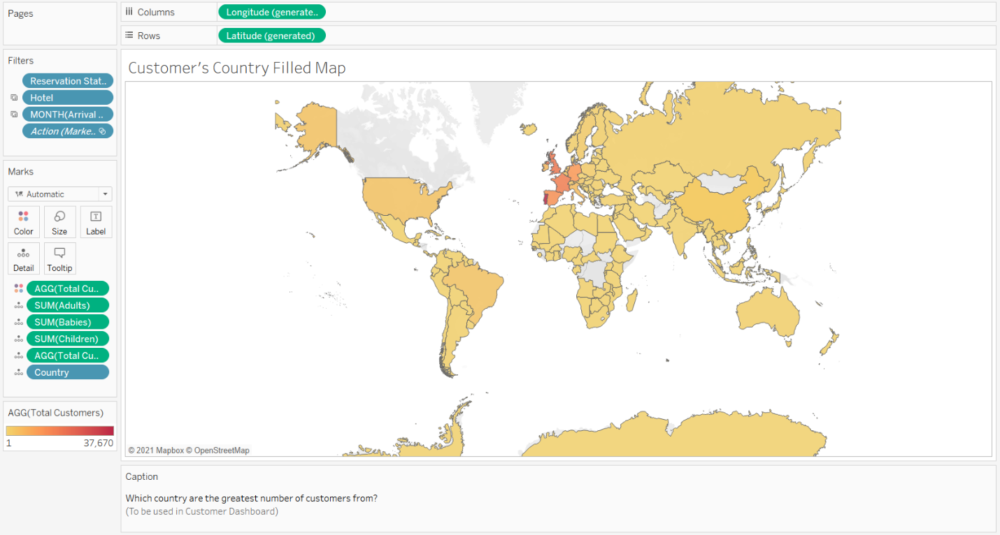 Pages
Columns
Longitude (generate..
Rows
Latitude (generated)
Filters
Reservation Stat..
Hotel
MONTH(Arrival ..
Action (Marke..
Marks
Automatic
Color
Size
T
Label
Detail
Tooltip
AGG(Total Cu..
SUM(Adults)
SUM(Babies)
SUM(Children)
AGG(Total Cu..
Country
AGG(Total Customers)
1
37,670
Customer's Country Filled Map
© 2021 Mapbox © OpenStreetMap
Caption
Which country are the greatest number of customers from?
(To be used in Customer Dashboard)